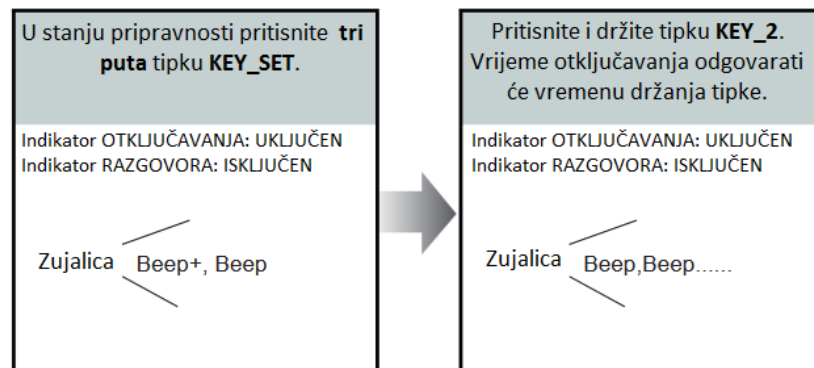 U stanju pripravnosti pritisnite tri
puta tipku KEY_SET.
Indikator OTKLJUČAVANJA: UKLJUČEN
Indikator RAZGOVORA: ISKLJUČEN
Zujalica Beep+, Beep
Pritisnite i držite tipku KEY_2.
Vrijeme otključavanja odgovarati
će vremenu držanja tipke.
Indikator OTKLJUČAVANJA: UKLJUČEN
Indikator RAZGOVORA: ISKLJUČEN
Zujalica Beep,Beep......